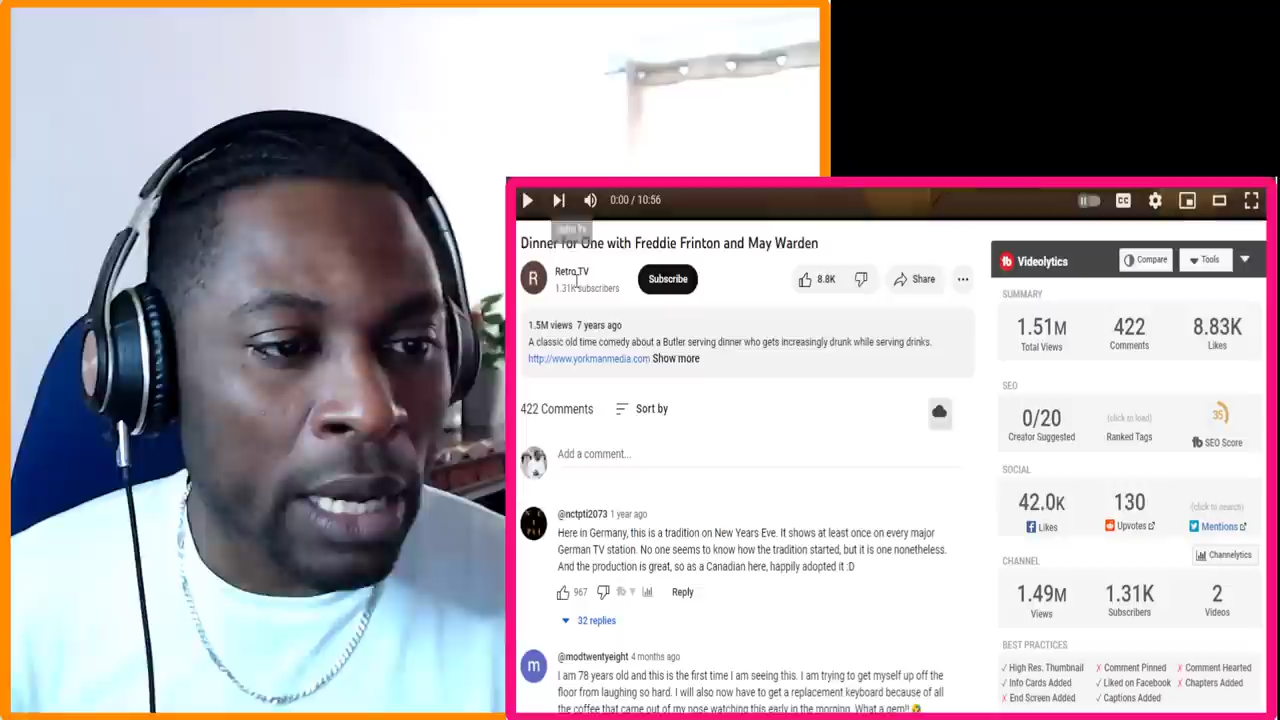 0:00 / 10:56
CC
Dinner for One with Freddie Frinton and May Warden
R
Retro TV
1.31K subscribers
Subscribe
8.8K
Share
1.5M views 7 years ago
A classic old time comedy about a Butler serving dinner who gets increasingly drunk while serving drinks.
http://www.yorkmanmedia.com Show more
422 Comments
Sort by
Add a comment...
@nctpti2073 1 year ago
Here in Germany, this is a tradition on New Years Eve. It shows at least once on every major
German TV station. No one seems to know how the tradition started, but it is one nonetheless.
And the production is great, so as a Canadian here, happily adopted it :D
967
Reply
32 replies
m
@modtwentyeight 4 months ago
I am 78 years old and this is the first time I am seeing this. I am trying to get myself up off the
floor from laughing so hard. I will also now have to get a replacement keyboard because of all
the coffee that came out of my nose watching this early in the morning. What a gem!! 🤣
tb Videolytics
Compare
Tools
SUMMARY
1.51M 422 8.83K
Total Views Comments Likes
SEO
0/20 (click to load) 35
Creator Suggested Ranked Tags tb SEO Score
SOCIAL
42.0K 130 (click to search)
Likes Upvotes Mentions
Channelytics
CHANNEL
1.49M 1.31K 2
Views Subscribers Videos
BEST PRACTICES
✓ High Res. Thumbnail ✗ Comment Pinned ✗ Comment Hearted
✓ Info Cards Added ✓ Liked on Facebook ✗ Chapters Added
✗ End Screen Added ✓ Captions Added